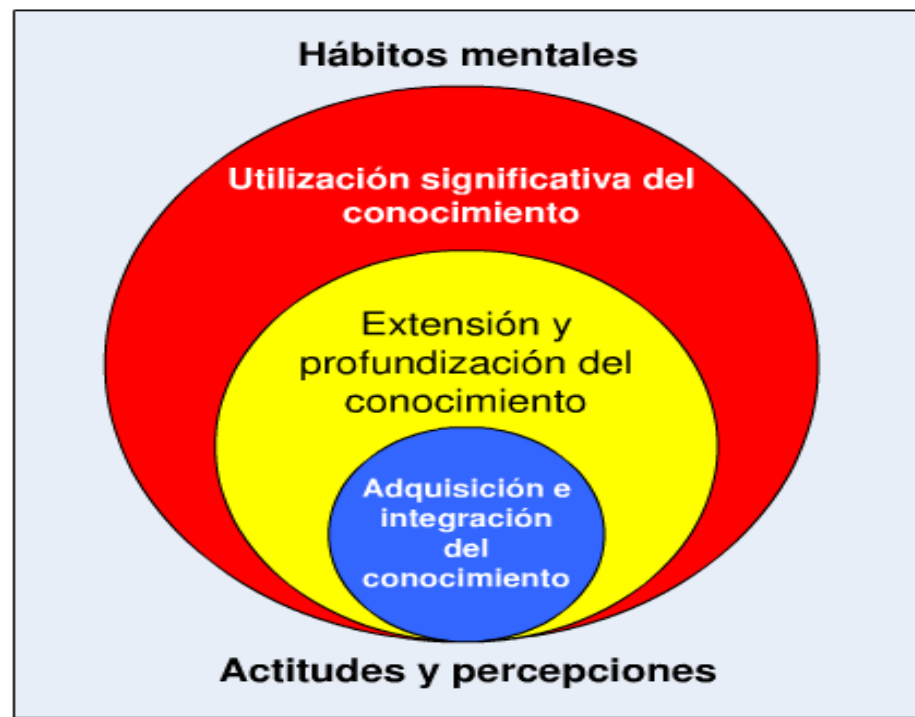 Hábitos mentales
Utilización significativa del
conocimiento
Extensión y
profundización del
conocimiento
Adquisición e
integración
del
conocimiento
Actitudes y percepciones